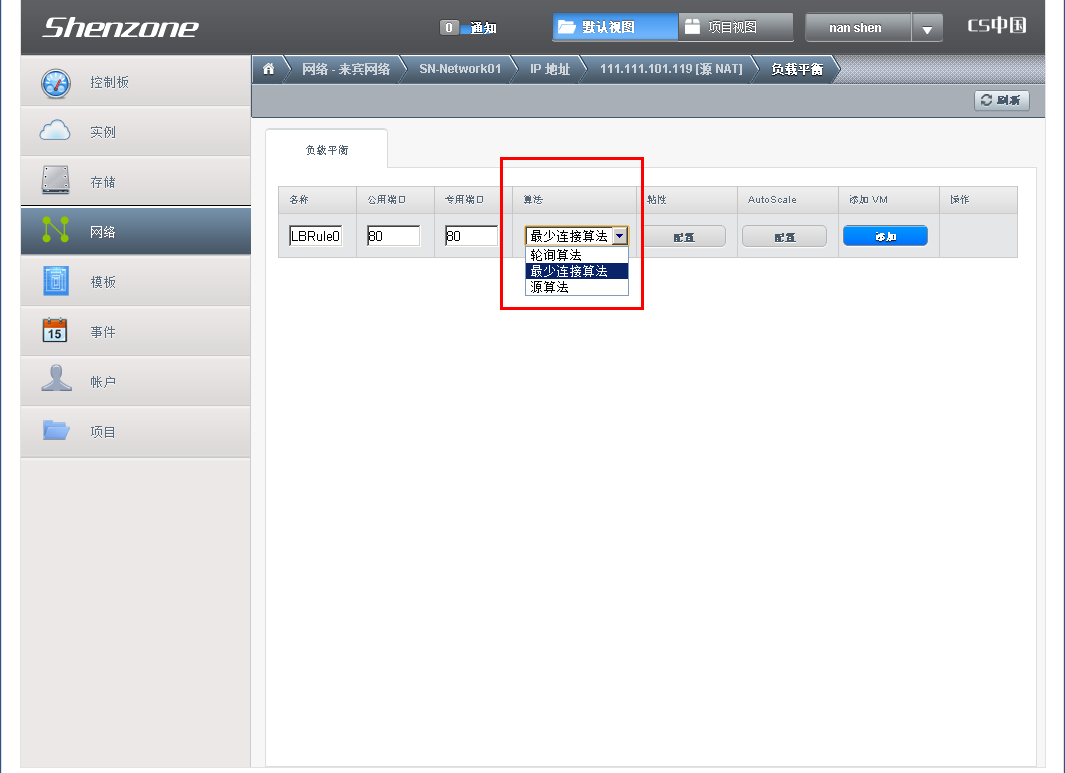 Shenzone
0 通知
默认视图
项目视图
nan shen
CS中国
网络 - 来宾网络
SN-Network01
IP 地址
111.111.101.119 [源 NAT]
负载平衡
刷新
控制板
实例
存储
网络
模板
15
事件
帐户
项目
负载平衡
名称 公用端口 专用端口 算法 粘性 AutoScale 添加 VM 操作
LBRule0 80 80 最少连接算法 配置 配置 添加
轮询算法
最少连接算法
源算法